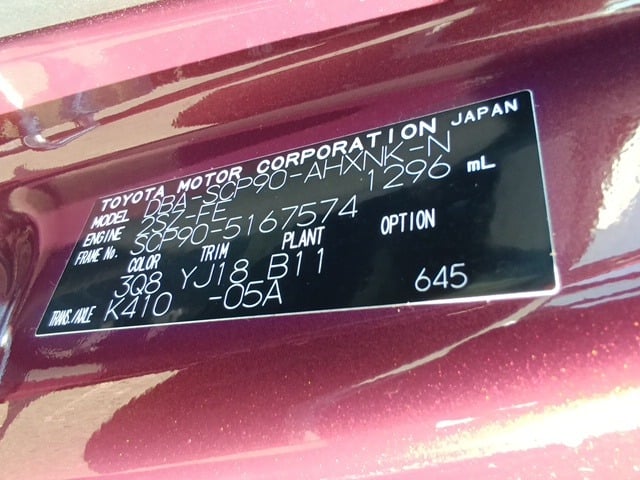 TOYOTA MOTOR CORPORATION JAPAN
MODEL DBA-SCP90-AHXNK-N
ENGINE 2SZ-FE 1296 mL
FRAME No. SCP90-5167574
COLOR TRIM PLANT OPTION
3Q8 YJ18 B11
TRANS./AXLE K410 -05A 645